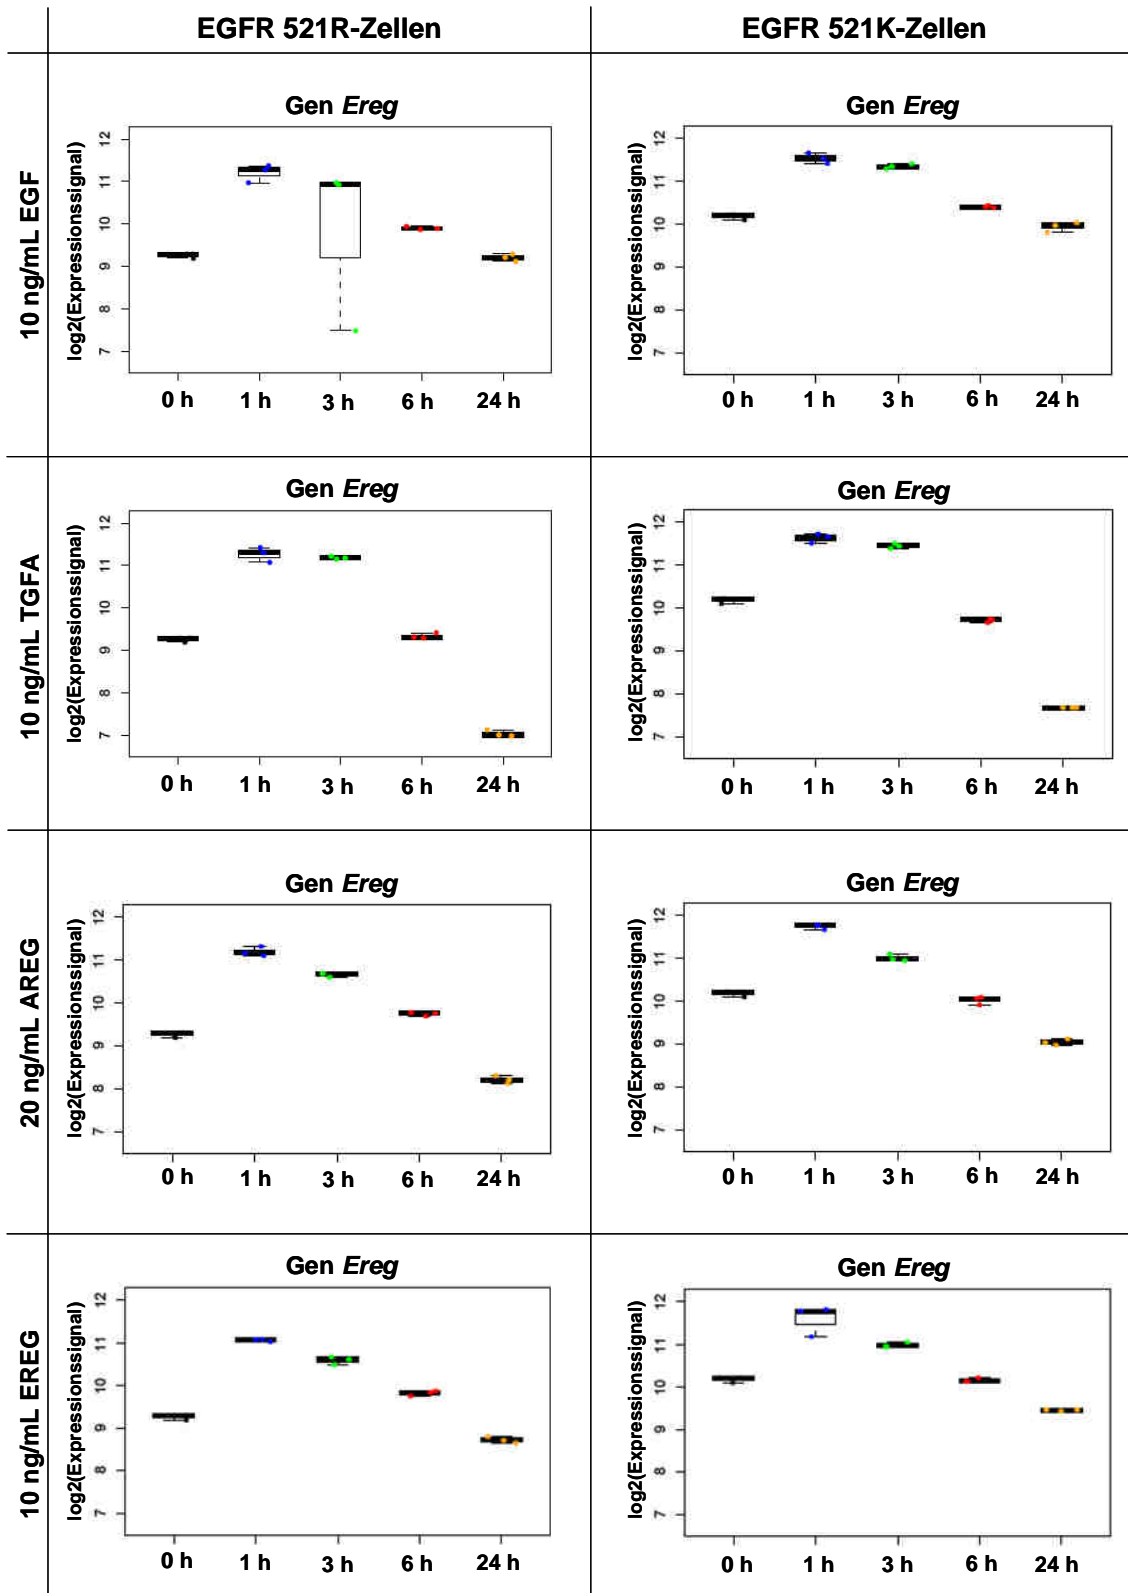 EGFR 521R-Zellen
EGFR 521K-Zellen
10 ng/mL EGF
Gen Ereg
log2(Expressionssignal)
12
11
10
9
8
7
0 h 1 h 3 h 6 h 24 h
Gen Ereg
log2(Expressionssignal)
12
11
10
9
8
7
0 h 1 h 3 h 6 h 24 h
10 ng/mL TGFA
Gen Ereg
log2(Expressionssignal)
12
11
10
9
8
7
0 h 1 h 3 h 6 h 24 h
Gen Ereg
log2(Expressionssignal)
12
11
10
9
8
7
0 h 1 h 3 h 6 h 24 h
20 ng/mL AREG
Gen Ereg
log2(Expressionssignal)
12
11
10
9
8
7
0 h 1 h 3 h 6 h 24 h
Gen Ereg
log2(Expressionssignal)
12
11
10
9
8
7
0 h 1 h 3 h 6 h 24 h
10 ng/mL EREG
Gen Ereg
log2(Expressionssignal)
12
11
10
9
8
7
0 h 1 h 3 h 6 h 24 h
Gen Ereg
log2(Expressionssignal)
12
11
10
9
8
7
0 h 1 h 3 h 6 h 24 h